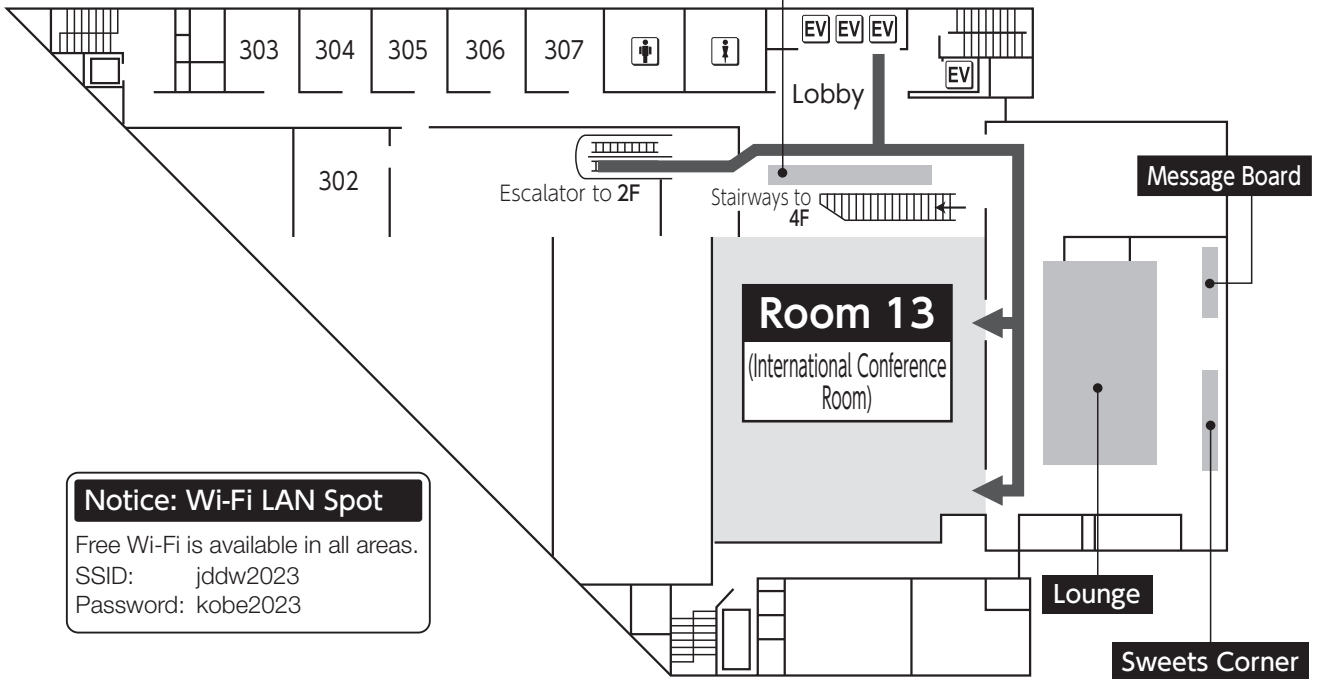 303
304
305
306
307
EV
EV
EV
EV
Lobby
302
Escalator to 2F
Stairways to
4F
Message Board
Room 13
(International Conference
Room)
Notice: Wi-Fi LAN Spot
Free Wi-Fi is available in all areas.
SSID: jddw2023
Password: kobe2023
Lounge
Sweets Corner